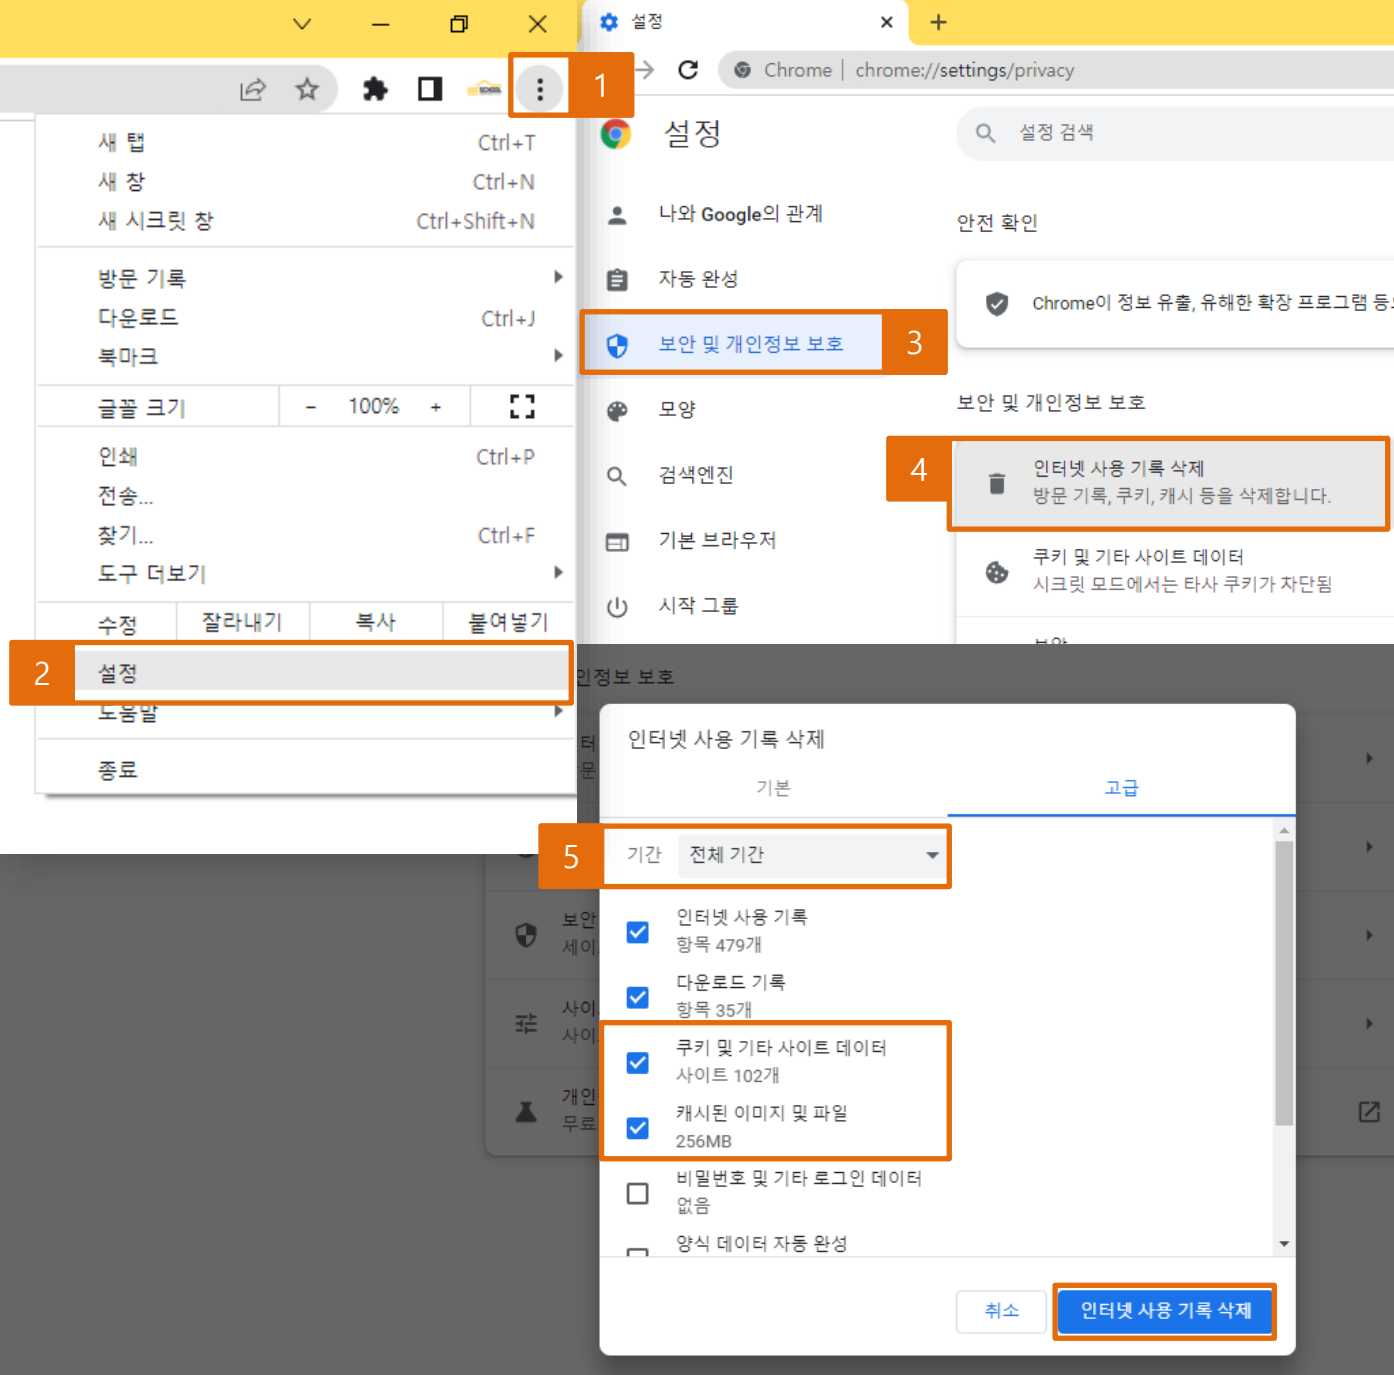 1
새 탭 Ctrl+T
새 창 Ctrl+N
새 시크릿 창 Ctrl+Shift+N
방문 기록
다운로드 Ctrl+J
북마크
글꼴 크기 - 100% +
인쇄 Ctrl+P
전송...
찾기... Ctrl+F
도구 더보기
수정 잘라내기 복사 붙여넣기
2 설정
도움말
종료
설정
Chrome | chrome://settings/privacy
설정
설정 검색
나와 Google의 관계
자동 완성
보안 및 개인정보 보호 3
모양
검색엔진
기본 브라우저
시작 그룹
안전 확인
Chrome이 정보 유출, 유해한 확장 프로그램 등
보안 및 개인정보 보호
4 인터넷 사용 기록 삭제
방문 기록, 쿠키, 캐시 등을 삭제합니다.
쿠키 및 기타 사이트 데이터
시크릿 모드에서는 타사 쿠키가 차단됨
보안
인정보 보호
터
문
보안
세이
사이
사이
개인
무료
인터넷 사용 기록 삭제
기본 고급
5 기간 전체 기간
인터넷 사용 기록
항목 479개
다운로드 기록
항목 35개
쿠키 및 기타 사이트 데이터
사이트 102개
캐시된 이미지 및 파일
256MB
비밀번호 및 기타 로그인 데이터
없음
양식 데이터 자동 완성
취소 인터넷 사용 기록 삭제